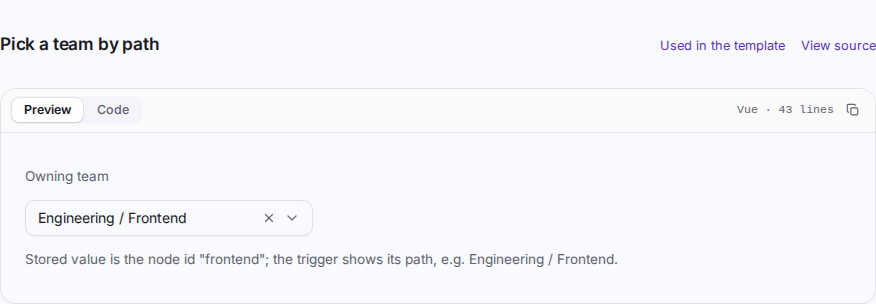 Pick a team by path
Used in the template
View source
Preview
Code
Vue · 43 lines
Owning team
Engineering / Frontend
Stored value is the node id "frontend"; the trigger shows its path, e.g. Engineering / Frontend.